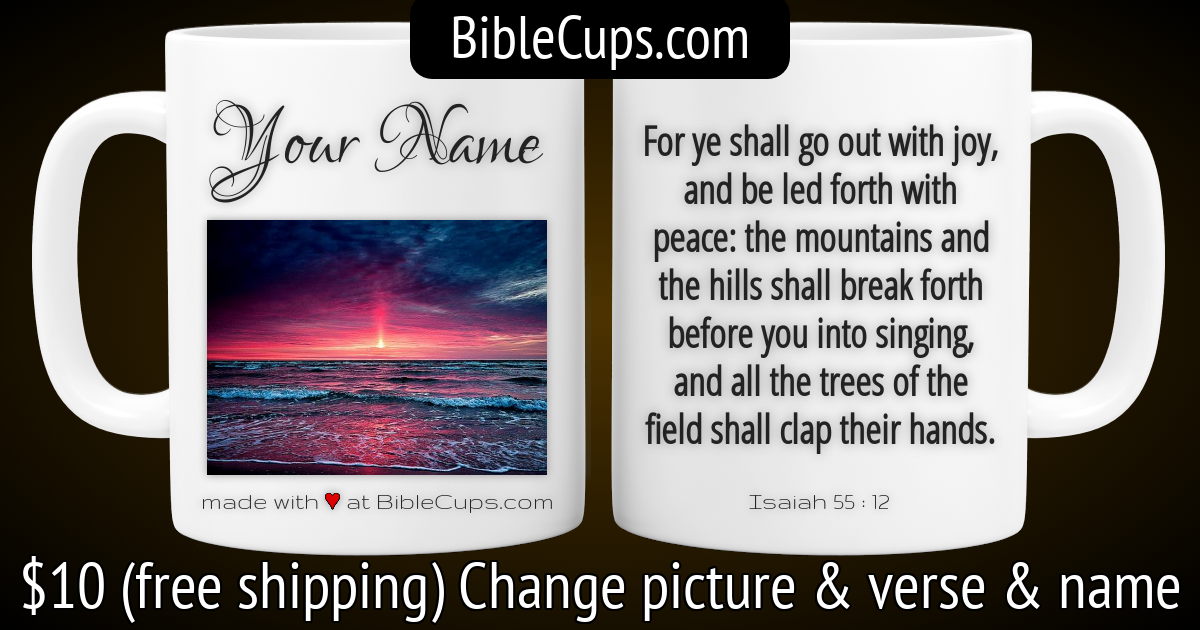 BibleCups.com
Your Name
made with ♥ at BibleCups.com
For ye shall go out with joy,
and be led forth with
peace: the mountains and
the hills shall break forth
before you into singing,
and all the trees of the
field shall clap their hands.
Isaiah 55 : 12
$10 (free shipping) Change picture & verse & name